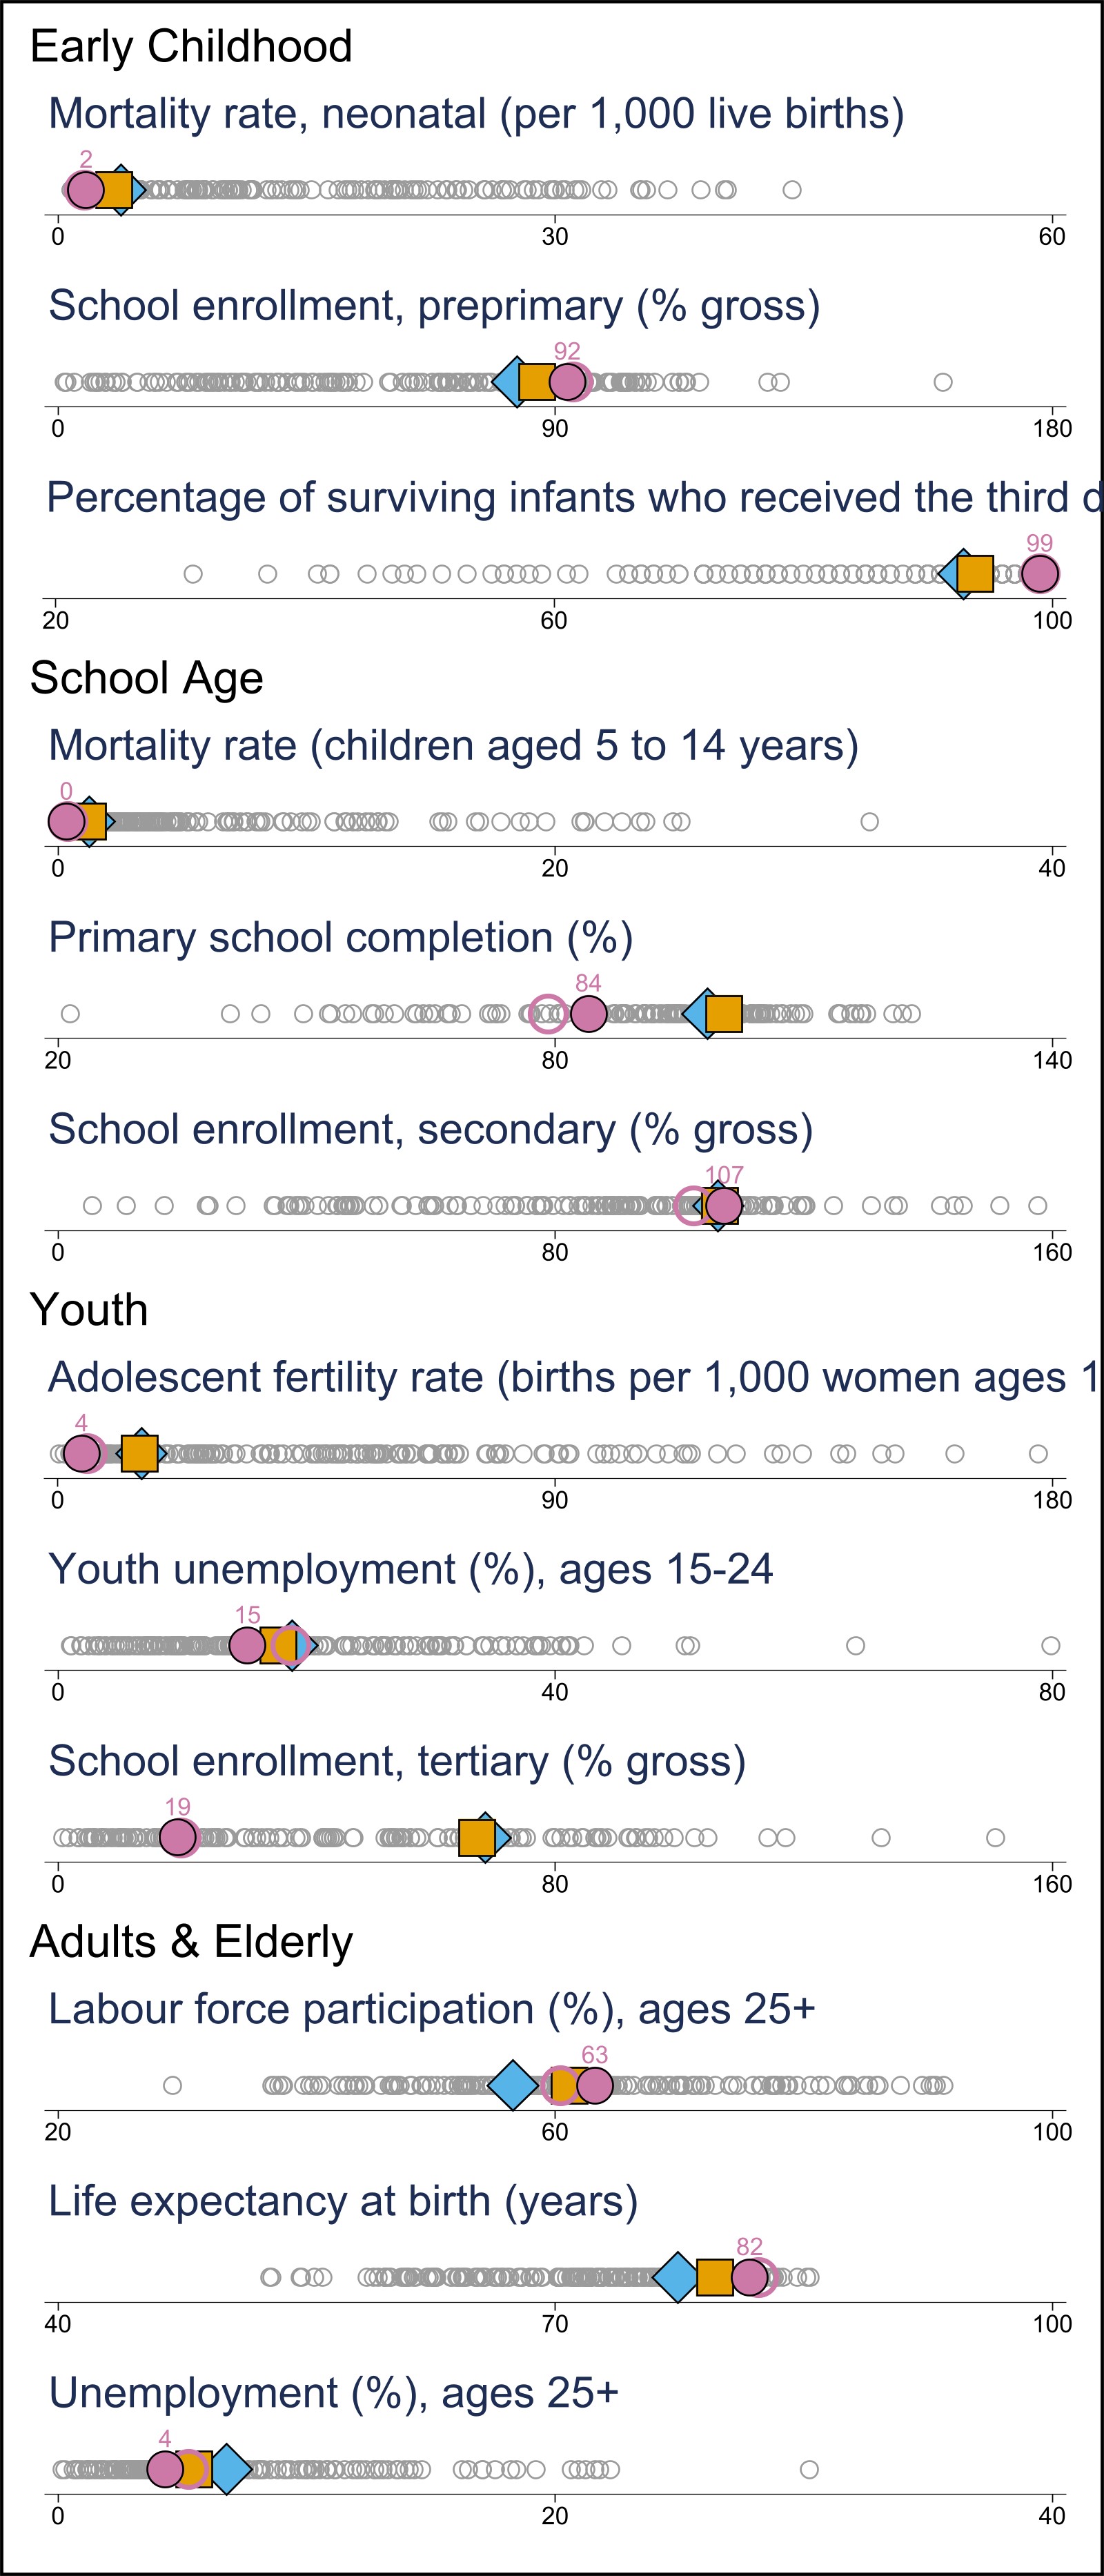 Early Childhood
Mortality rate, neonatal (per 1,000 live births)
2
0 30 60
School enrollment, preprimary (% gross)
92
0 90 180
Percentage of surviving infants who received the third d
99
20 60 100
School Age
Mortality rate (children aged 5 to 14 years)
0
0 20 40
Primary school completion (%)
84
20 80 140
School enrollment, secondary (% gross)
107
0 80 160
Youth
Adolescent fertility rate (births per 1,000 women ages 1
4
0 90 180
Youth unemployment (%), ages 15-24
15
0 40 80
School enrollment, tertiary (% gross)
19
0 80 160
Adults & Elderly
Labour force participation (%), ages 25+
63
20 60 100
Life expectancy at birth (years)
82
40 70 100
Unemployment (%), ages 25+
4
0 20 40